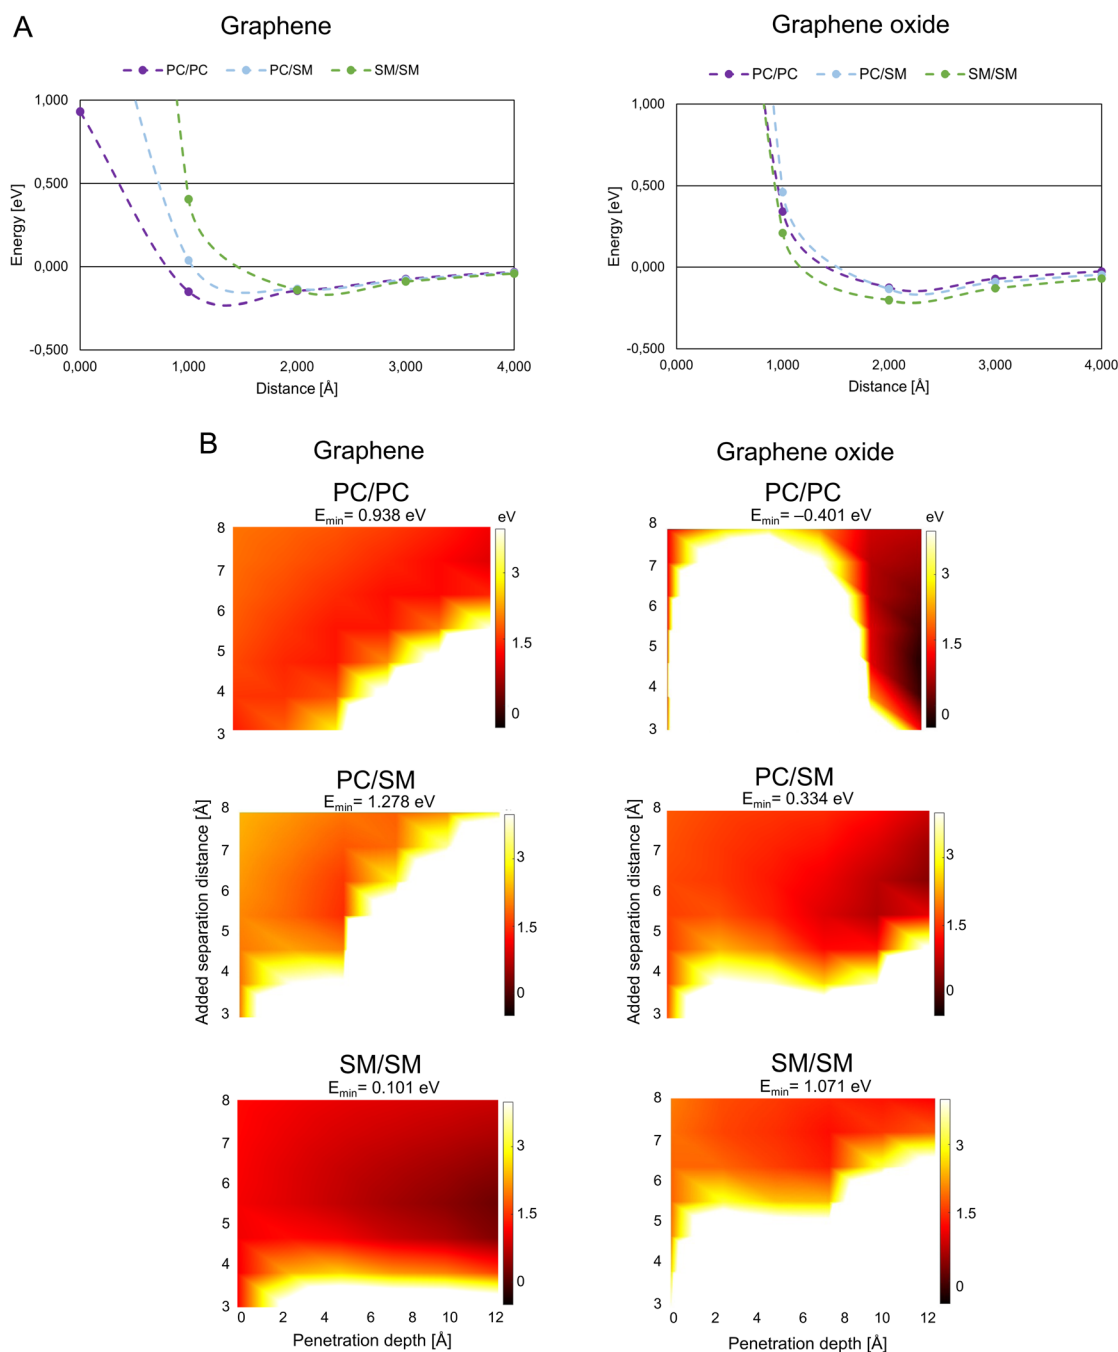 A
Graphene
PC/PC PC/SM SM/SM
1,000
0,500
0,000
-0,500
Energy [eV]
0,000 1,000 2,000 3,000 4,000
Distance [Å]
Graphene oxide
PC/PC PC/SM SM/SM
1,000
0,500
0,000
-0,500
Energy [eV]
0,000 1,000 2,000 3,000 4,000
Distance [Å]
B
Graphene
Graphene oxide
PC/PC
Emin= 0.938 eV
eV
8
7
6
4
3
3
1.5
0
PC/PC
Emin= –0.401 eV
eV
8
7
6
5
4
3
3
1.5
0
PC/SM
Emin= 1.278 eV
Added separation distance [Å]
8
7
6
5
4
3
3
1.5
0
PC/SM
Emin= 0.334 eV
Added separation distance [Å]
8
7
6
5
4
3
3
1.5
0
SM/SM
Emin= 0.101 eV
8
7
6
5
4
3
3
1.5
0
0 2 4 6 8 10 12
Penetration depth [Å]
SM/SM
Emin= 1.071 eV
8
7
6
5
4
3
3
1.5
0
0 2 4 6 8 10 12
Penetration depth [Å]